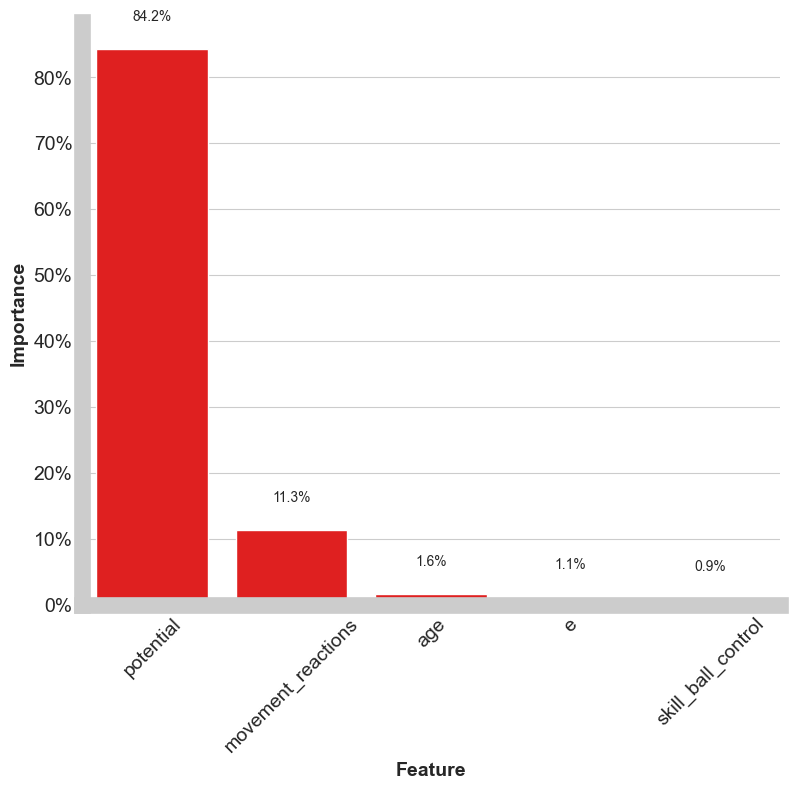 84.2%
80%
70%
60%
50%
40%
30%
20%
10%
0%
Importance
11.3%
1.6%
1.1%
0.9%
potential
movement_reactions
age
e
skill_ball_control
Feature